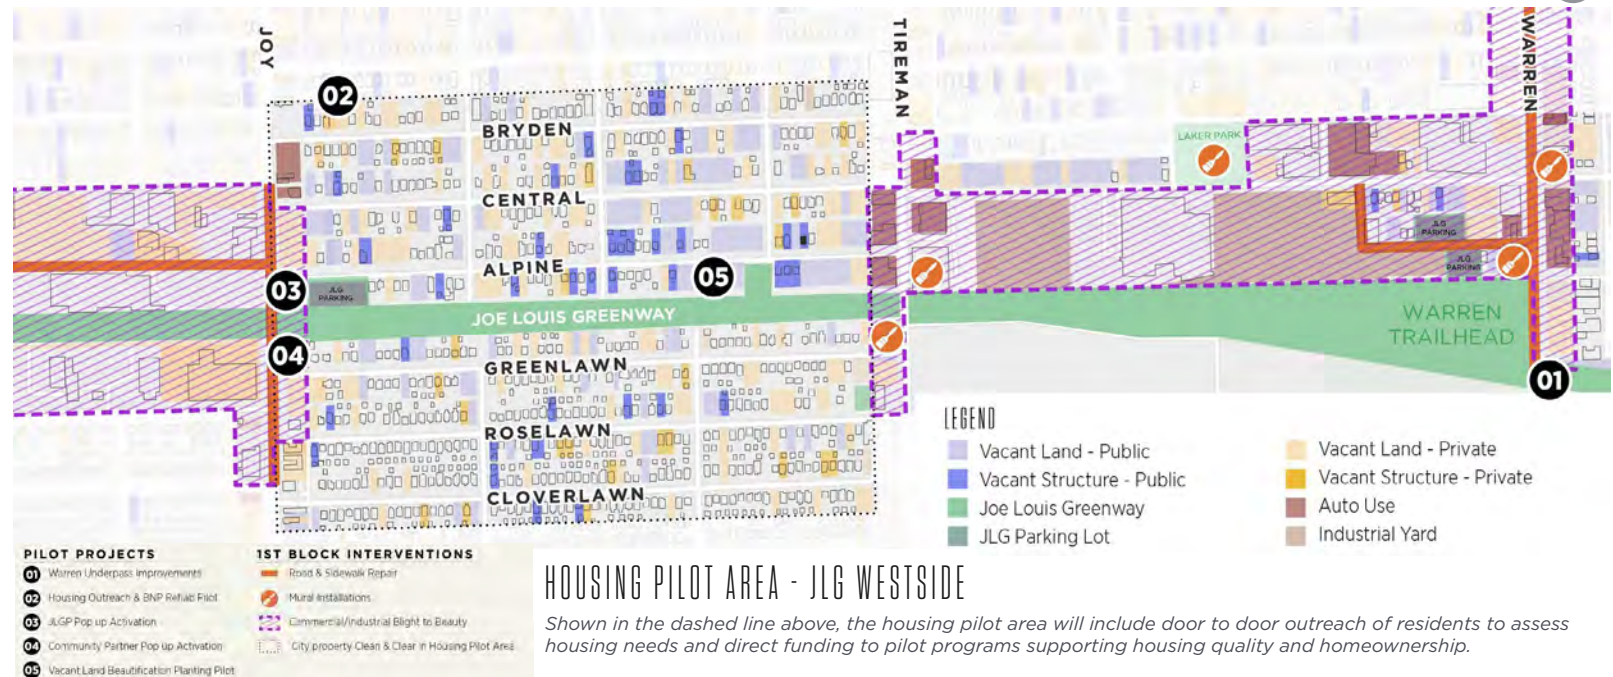 JOY
TIREMAN
WARREN
02
BRYDEN
LAKER PARK
CENTRAL
JLG
PARKING
ALPINE
05
JLG
PARKING
03
JLG
PARKING
JOE LOUIS GREENWAY
WARREN
TRAILHEAD
04
GREENLAWN
01
ROSELAWN
CLOVERLAWN
LEGEND
Vacant Land - Public
Vacant Structure - Public
Joe Louis Greenway
JLG Parking Lot
Vacant Land - Private
Vacant Structure - Private
Auto Use
Industrial Yard
PILOT PROJECTS
01 Warren Underpass Improvements
02 Housing Outreach & BNP Rehab Pilot
03 JLGP Pop up Activation
04 Community Partner Pop up Activation
05 Vacant Land Beautification Planting Pilot
1ST BLOCK INTERVENTIONS
Road & Sidewalk Repair
Mural Installations
Commercial/Industrial Blight to Beauty
City property Clean & Clear in Housing Pilot Area
HOUSING PILOT AREA - JLG WESTSIDE
Shown in the dashed line above, the housing pilot area will include door to door outreach of residents to assess
housing needs and direct funding to pilot programs supporting housing quality and homeownership.